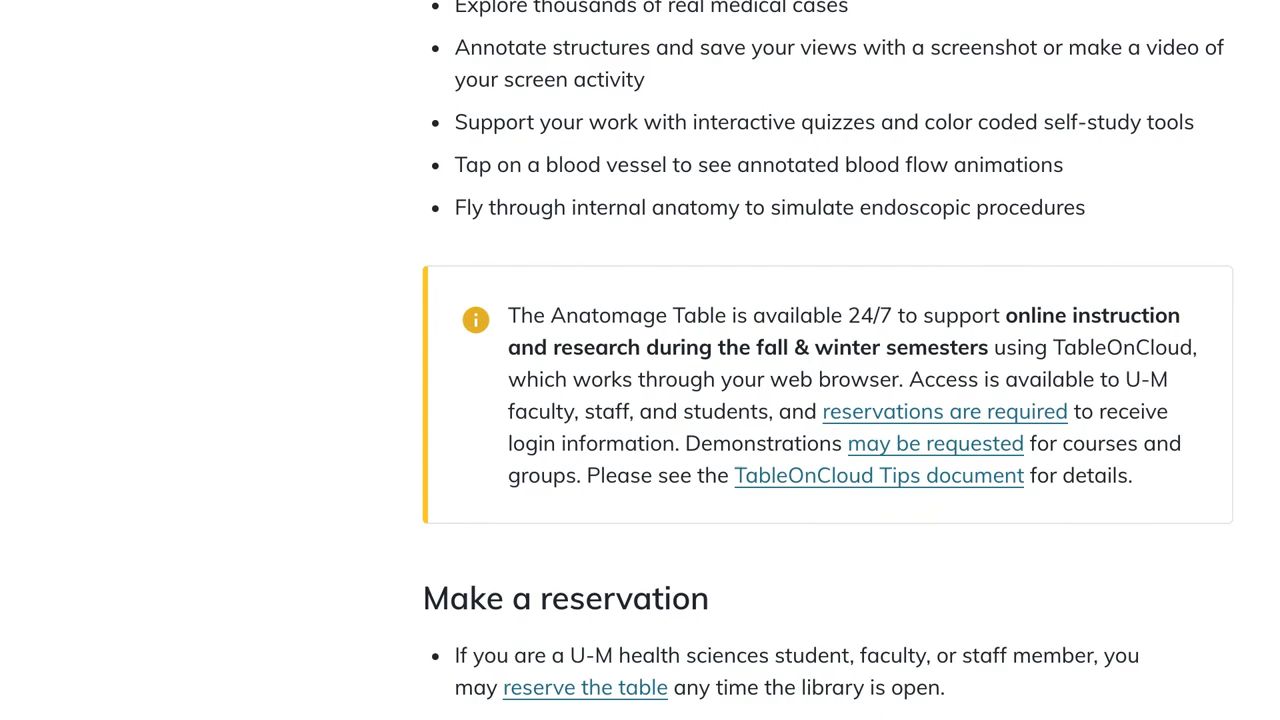 Explore thousands of real medical cases
Annotate structures and save your views with a screenshot or make a video of
your screen activity
Support your work with interactive quizzes and color coded self-study tools
Tap on a blood vessel to see annotated blood flow animations
Fly through internal anatomy to simulate endoscopic procedures
The Anatomage Table is available 24/7 to support online instruction
and research during the fall & winter semesters using TableOnCloud,
which works through your web browser. Access is available to U-M
faculty, staff, and students, and reservations are required to receive
login information. Demonstrations may be requested for courses and
groups. Please see the TableOnCloud Tips document for details.
Make a reservation
If you are a U-M health sciences student, faculty, or staff member, you
may reserve the table any time the library is open.